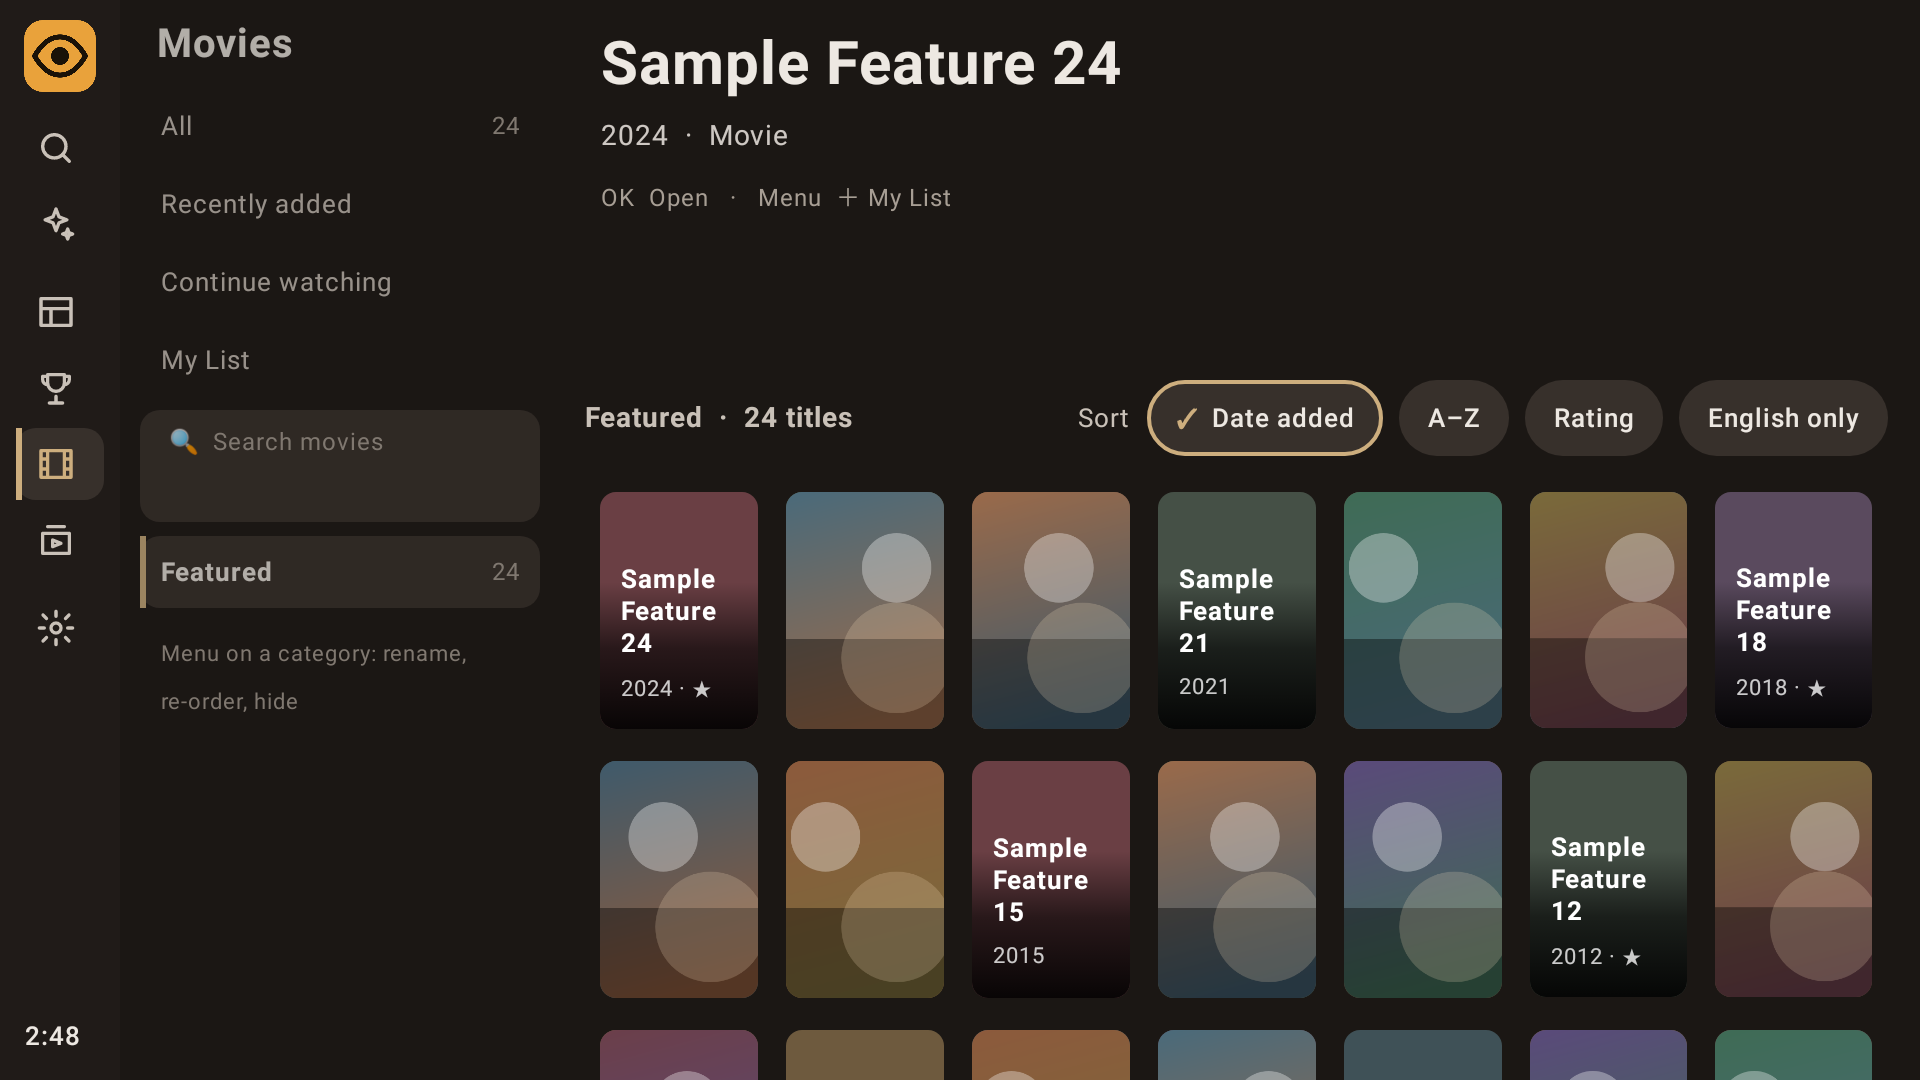 Movies
All 24
Recently added
Continue watching
My List
🔍 Search movies
Featured 24
Menu on a category: rename,
re-order, hide
2:48
Sample Feature 24
2024 · Movie
OK Open · Menu + My List
Featured · 24 titles
Sort ✓ Date added A–Z Rating English only
Sample
Feature
24
2024 · ★
Sample
Feature
21
2021
Sample
Feature
18
2018 · ★
Sample
Feature
15
2015
Sample
Feature
12
2012 · ★